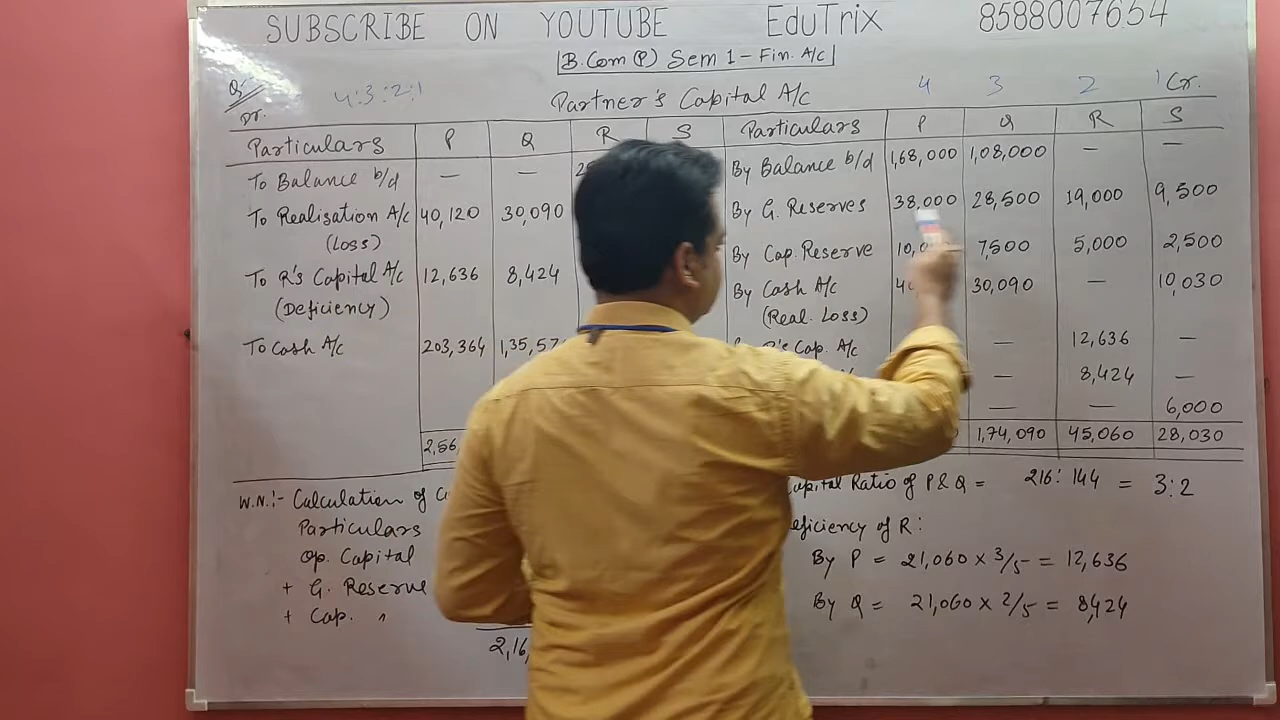 SUBSCRIBE ON YOUTUBE EduTrix 8588007654
B.Com (P) Sem 1 - Fin. A/c
Q:
4:3:2:1
Dr.
Partner's Capital A/c
4 3 2 1 Cr.
Particulars P Q R S Particulars P Q R S
To Balance b/d — — By Balance b/d 1,68,000 1,08,000 — —
To Realisation A/c 40,120 30,090 By G. Reserves 38,000 28,500 19,000 9,500
(Loss) By Cap. Reserve 7,500 5,000 2,500
To R's Capital A/c 12,636 8,424 By Cash A/c 30,090 — 10,030
(Deficiency) (Real. Loss)
To Cash A/c 203,364 Cap. A/c — 12,636 —
— 8,424 —
— — 6,000
1,74,090 45,060 28,030
W.N.:- Calculation of Capital Ratio of P & Q = 216:144 = 3:2
Particulars Deficiency of R:
Op. Capital By P = 21,060 × 3/5 = 12,636
+ G. Reserve
+ Cap. " By Q = 21,060 × 2/5 = 8,424